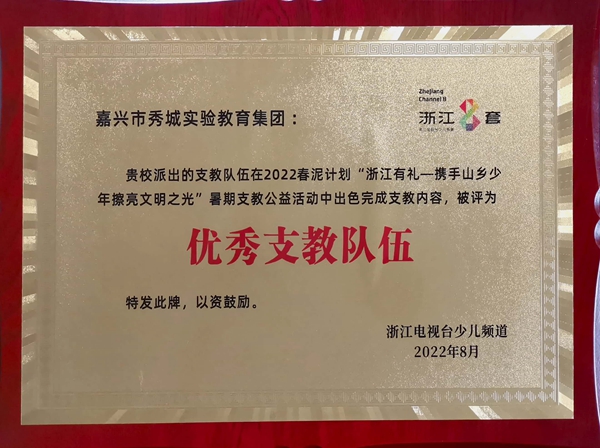 Zhejiang
Channel 8
浙江8套
嘉兴市秀城实验教育集团：
贵校派出的支教队伍在2022春泥计划“浙江有礼—携手山乡少
年擦亮文明之光”暑期支教公益活动中出色完成支教内容，被评为
优秀支教队伍
特发此牌，以资鼓励。
浙江电视台少儿频道
2022年8月